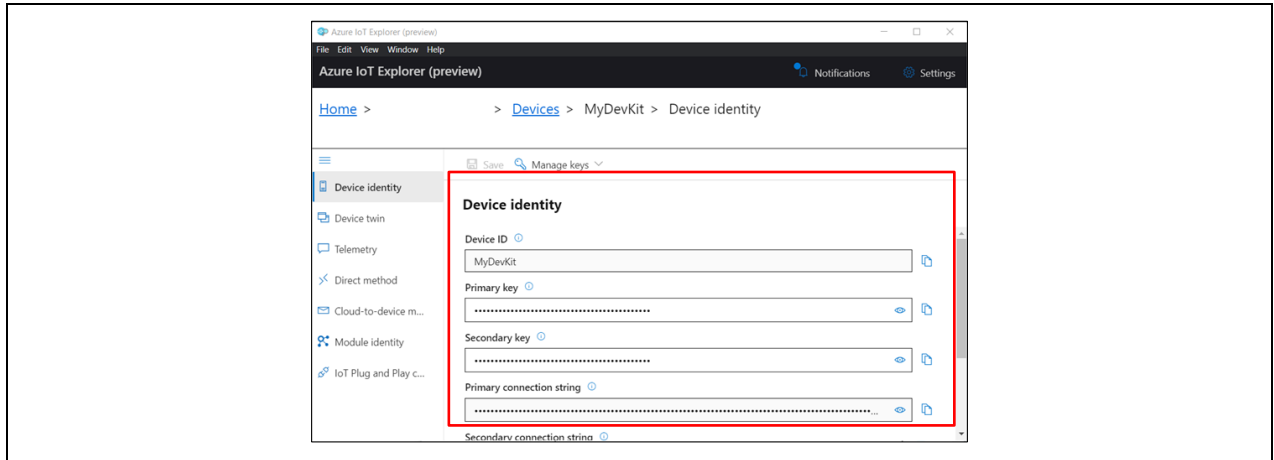 Azure IoT Explorer (preview)
File Edit View Window Help
Azure IoT Explorer (preview) Notifications Settings
Home > > Devices > MyDevKit > Device identity
Save Manage keys
Device identity
Device twin
Telemetry
Direct method
Cloud-to-device m...
Module identity
IoT Plug and Play c...
Device identity
Device ID
MyDevKit
Primary key
••••••••••••••••••••••••••••••••••••••••••••
Secondary key
••••••••••••••••••••••••••••••••••••••••••••
Primary connection string
••••••••••••••••••••••••••••••••••••••••••••••••••••••••••••••••••••••••••••••••••••••••••••••••••...
Secondary connection string